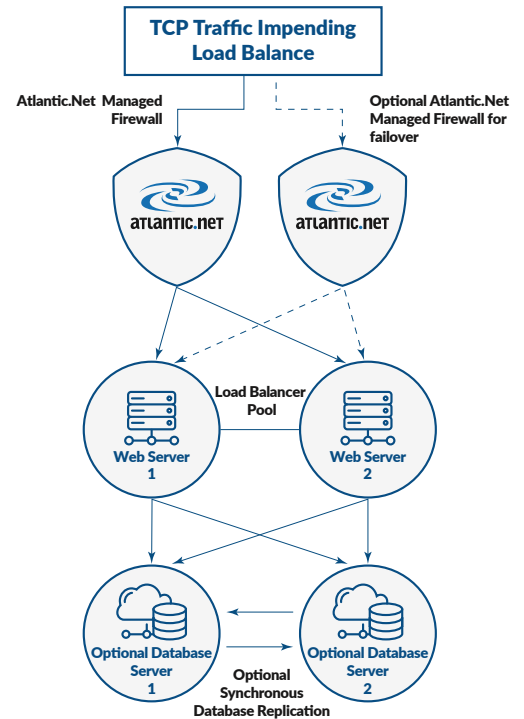 TCP Traffic Impending
Load Balance
Atlantic.Net Managed
Firewall
Optional Atlantic.Net
Managed Firewall for
failover
atlantic.net
atlantic.net
Load Balancer
Pool
Web Server
1
Web Server
2
Optional Database
Server
1
Optional Database
Server
2
Optional
Synchronous
Database Replication